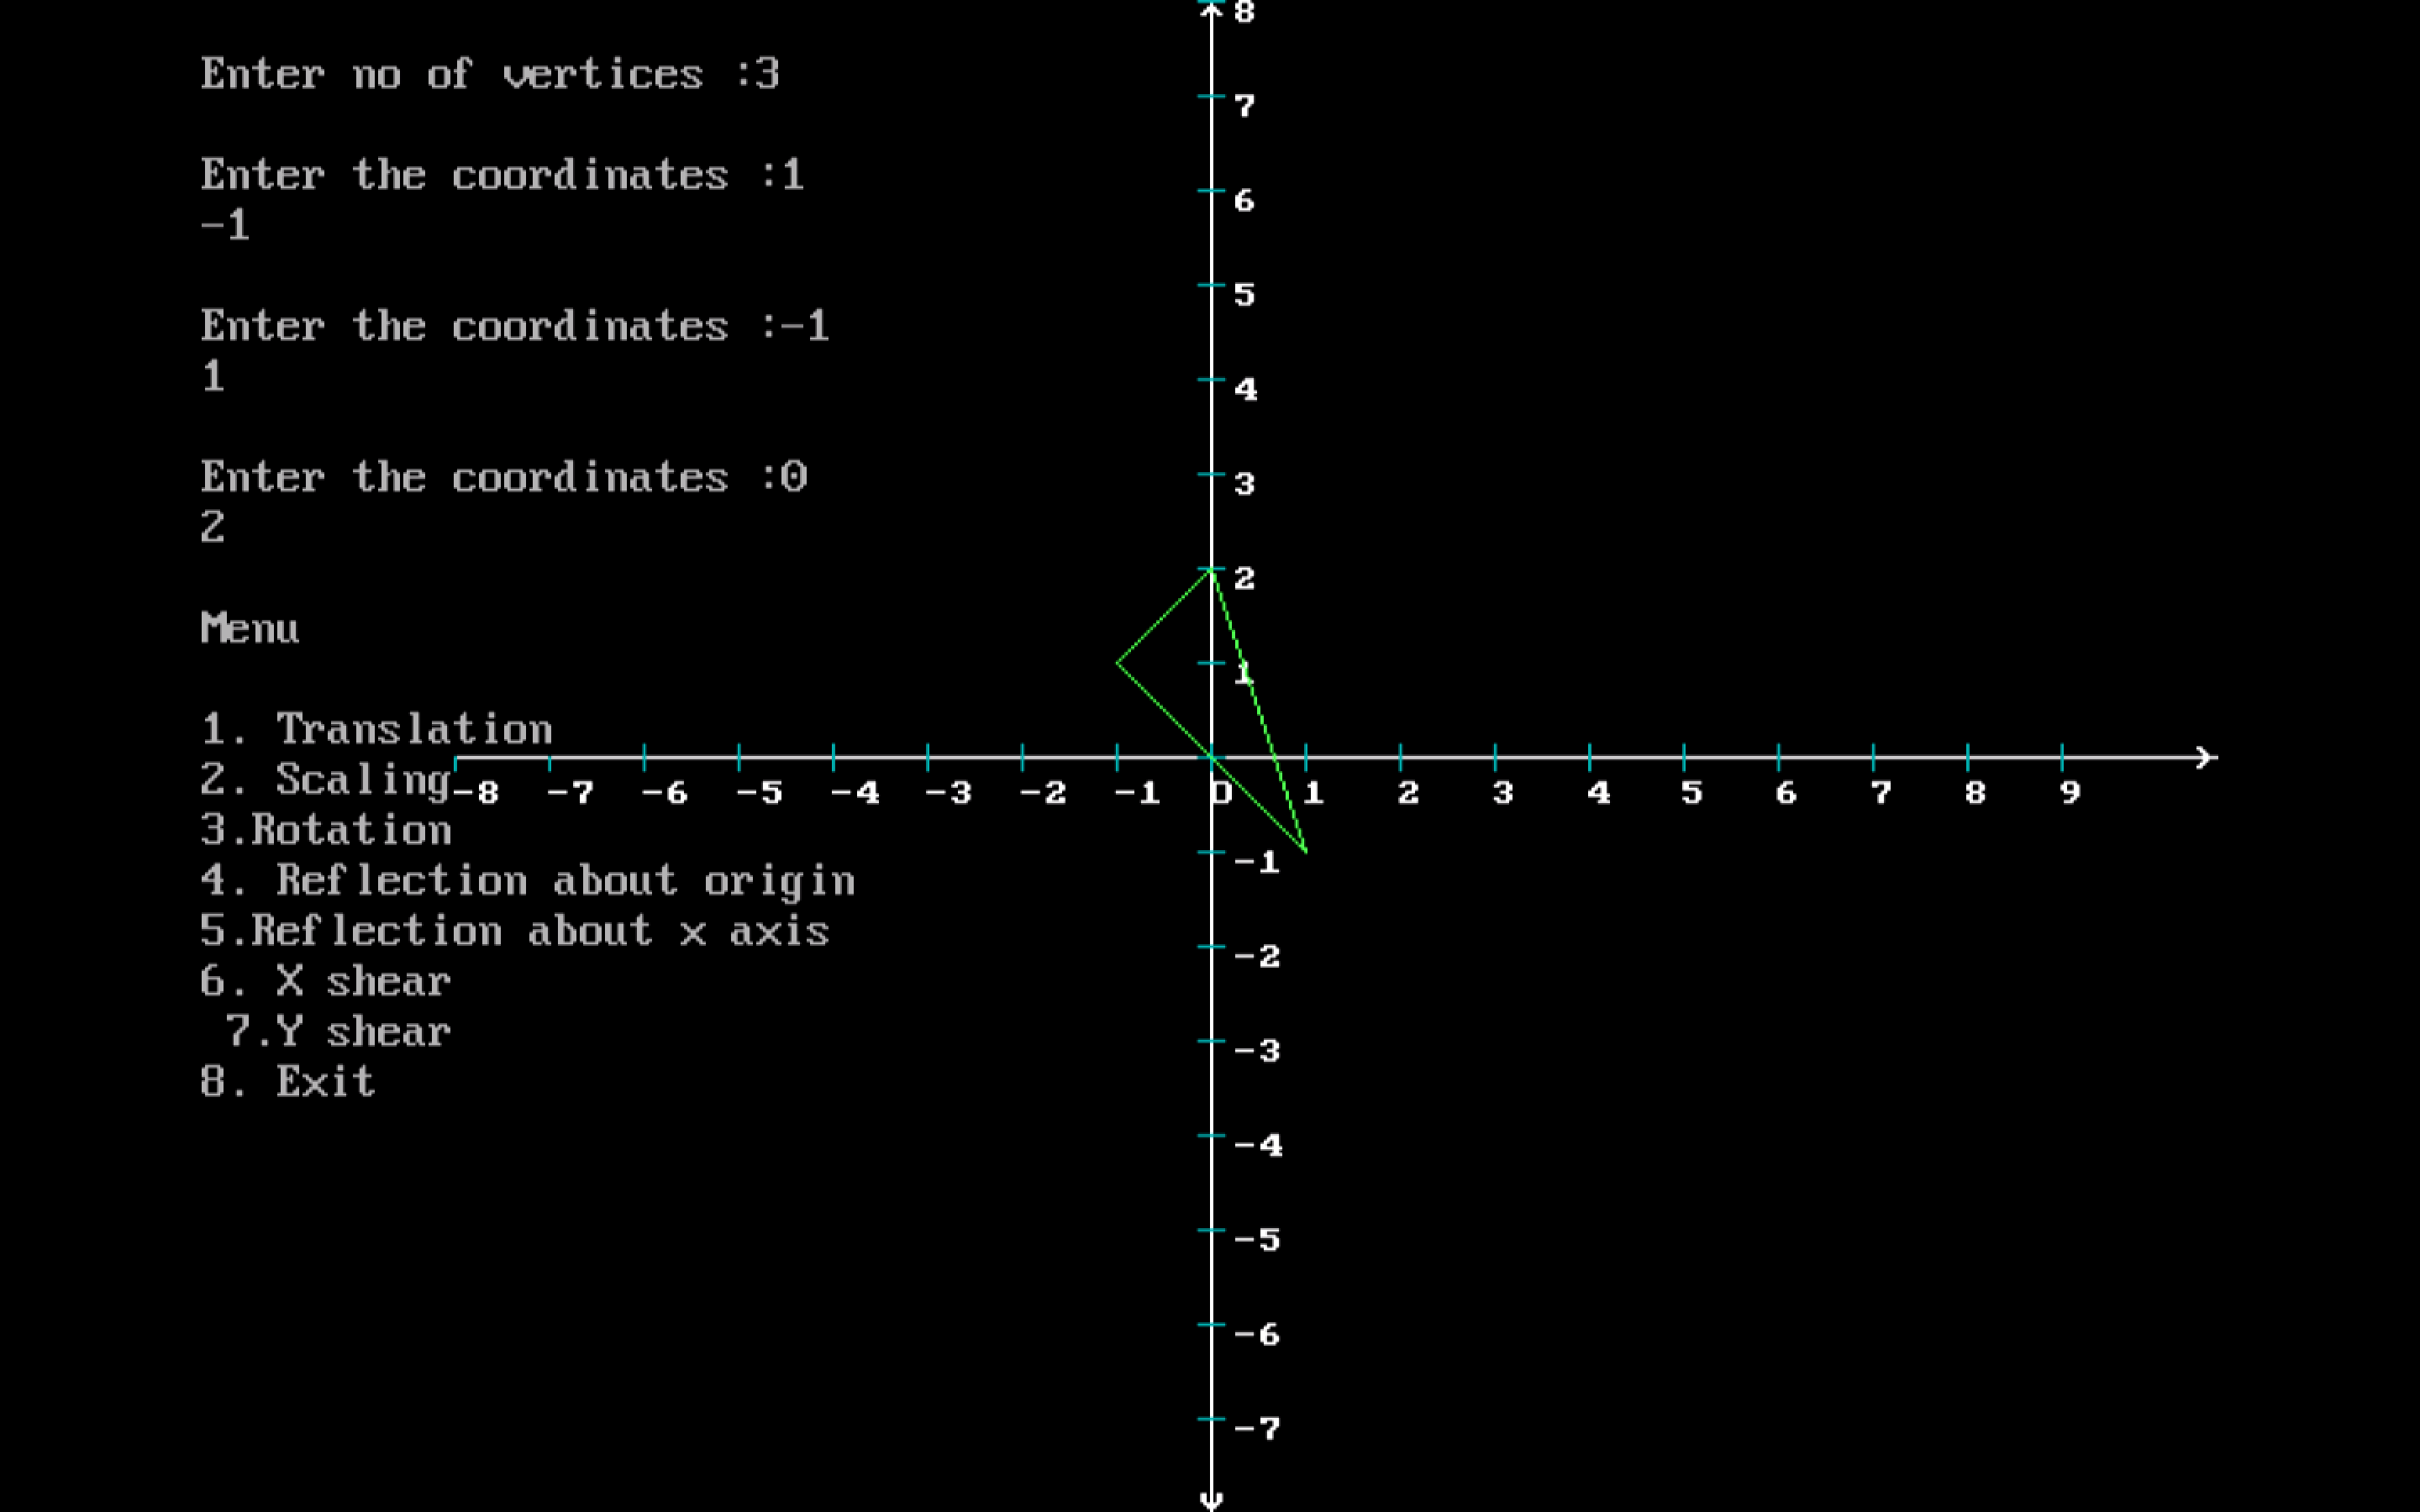 Enter no of vertices :3
Enter the coordinates :1
-1
Enter the coordinates :-1
1
Enter the coordinates :0
2
Menu
1. Translation
2. Scaling
3.Rotation
4. Reflection about origin
5.Reflection about x axis
6. X shear
 7.Y shear
8. Exit
8
7
6
5
4
3
2
1
-8 -7 -6 -5 -4 -3 -2 -1 0 1 2 3 4 5 6 7 8 9
-1
-2
-3
-4
-5
-6
-7